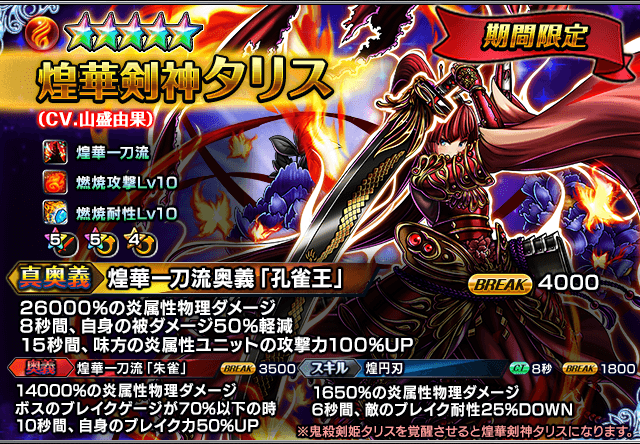 期間限定
煌華剣神タリス
(CV.山盛由果)
煌華一刀流
燃焼攻撃Lv10
燃焼耐性Lv10
5 5 4
真奥義 煌華一刀流奥義「孔雀王」 BREAK 4000
26000%の炎属性物理ダメージ
8秒間、自身の被ダメージ50%軽減
15秒間、味方の炎属性ユニットの攻撃力100%UP
奥義 煌華一刀流「朱雀」 BREAK 3500
14000%の炎属性物理ダメージ
ボスのブレイクゲージが70%以下の時
10秒間、自身のブレイク力50%UP
スキル 煌円刃 CT 8秒 BREAK 1800
1650%の炎属性物理ダメージ
6秒間、敵のブレイク耐性25%DOWN
※鬼殺剣姫タリスを覚醒させると煌華剣神タリスになります。